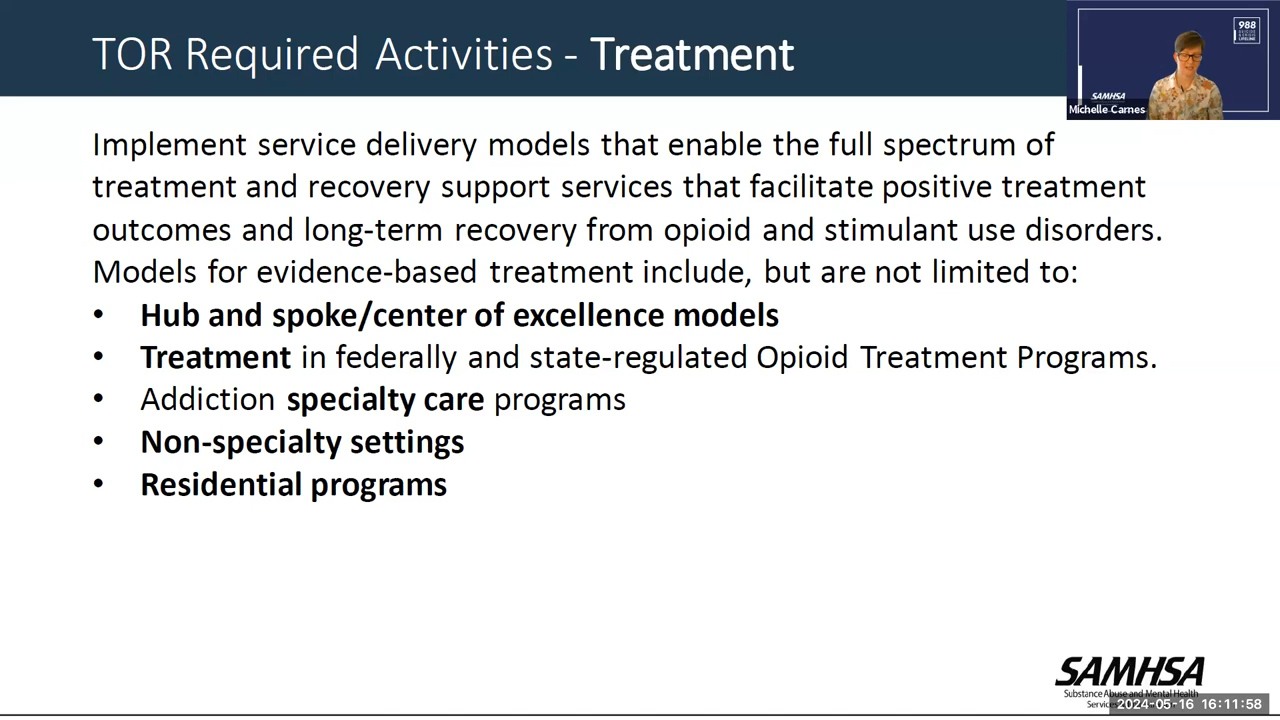 TOR Required Activities - Treatment
988
LIFELINE
SAMHSA
Michelle Carnes
Implement service delivery models that enable the full spectrum of
treatment and recovery support services that facilitate positive treatment
outcomes and long-term recovery from opioid and stimulant use disorders.
Models for evidence-based treatment include, but are not limited to:
• Hub and spoke/center of excellence models
• Treatment in federally and state-regulated Opioid Treatment Programs.
• Addiction specialty care programs
• Non-specialty settings
• Residential programs
SAMHSA
Substance Abuse and Mental Health
Services
2024-05-16 16:11:58